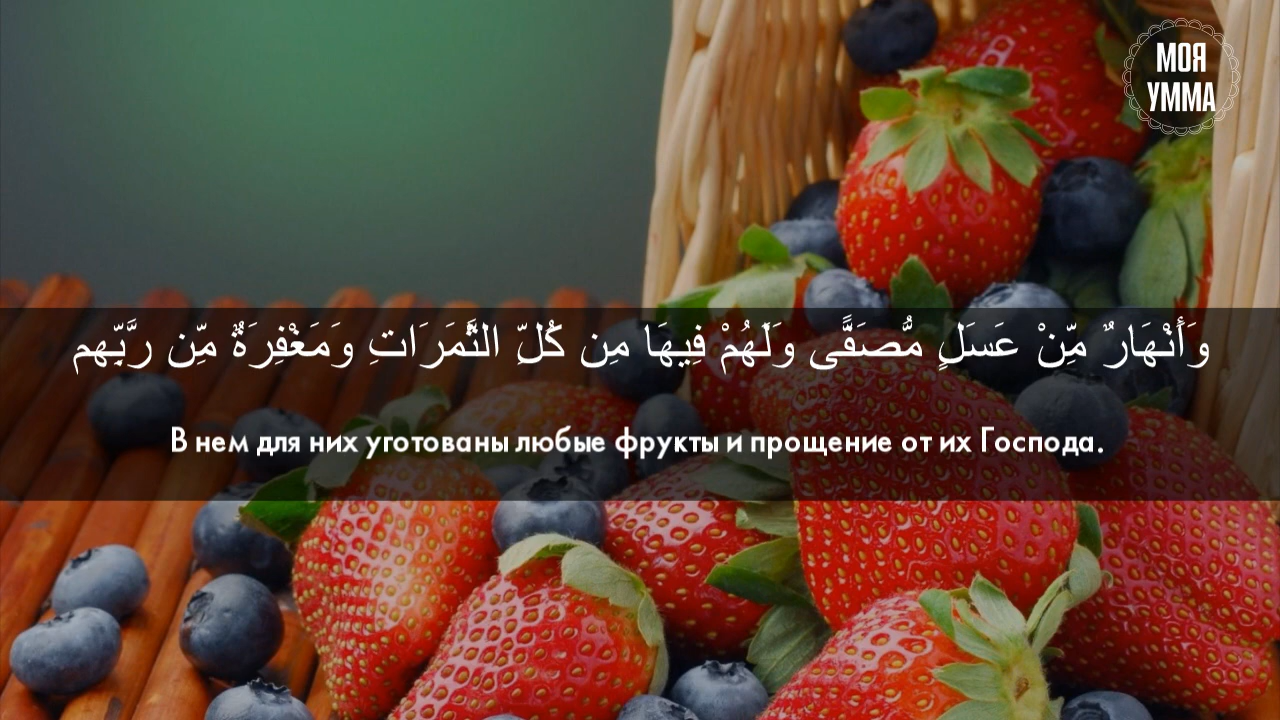 МОЯ
УММА
وَأَنْهَارٌ مِّنْ عَسَلٍ مُّصَفًّى وَلَهُمْ فِيهَا مِن كُلِّ الثَّمَرَاتِ وَمَغْفِرَةٌ مِّن رَّبِّهِم
В нем для них уготованы любые фрукты и прощение от их Господа.